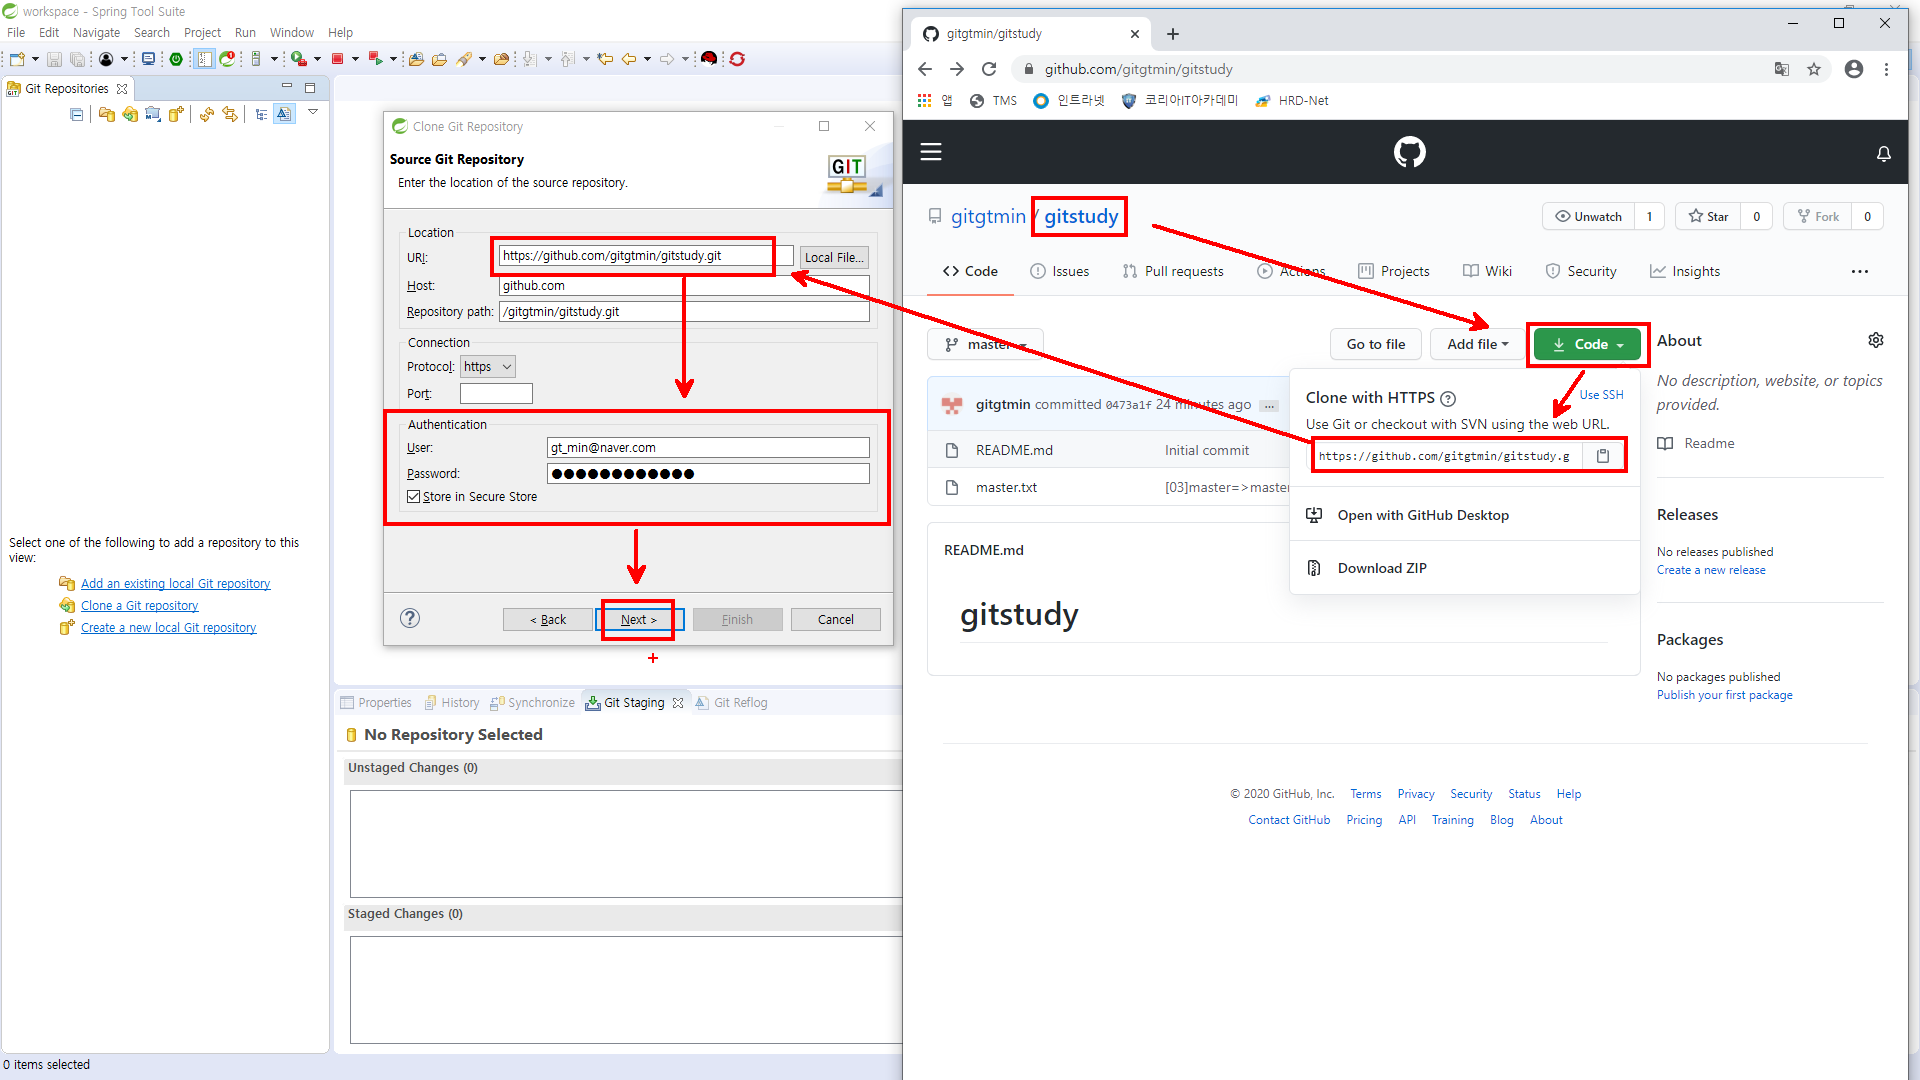 workspace - Spring Tool Suite
File Edit Navigate Search Project Run Window Help
Git Repositories
Select one of the following to add a repository to this
view:
Add an existing local Git repository
Clone a Git repository
Create a new local Git repository
0 items selected
Clone Git Repository
Source Git Repository
Enter the location of the source repository.
GIT
Location
URI: https://github.com/gitgtmin/gitstudy.git Local File...
Host: github.com
Repository path: /gitgtmin/gitstudy.git
Connection
Protocol: https
Port:
Authentication
User: gt_min@naver.com
Password: ●●●●●●●●●●●●
Store in Secure Store
< Back Next > Finish Cancel
Properties History Synchronize Git Staging Git Reflog
No Repository Selected
Unstaged Changes (0)
Staged Changes (0)
gitgtmin/gitstudy
github.com/gitgtmin/gitstudy
앱 TMS 인트라넷 코리아IT아카데미 HRD-Net
gitgtmin / gitstudy
Unwatch 1 Star 0 Fork 0
Code Issues Pull requests Actions Projects Wiki Security Insights
master Go to file Add file Code
gitgtmin committed 0473a1f 24 minutes ago
README.md Initial commit
master.txt [03]master=>master
Clone with HTTPS
Use SSH
Use Git or checkout with SVN using the web URL.
https://github.com/gitgtmin/gitstudy.g
Open with GitHub Desktop
Download ZIP
README.md
gitstudy
About
No description, website, or topics
provided.
Readme
Releases
No releases published
Create a new release
Packages
No packages published
Publish your first package
© 2020 GitHub, Inc. Terms Privacy Security Status Help
Contact GitHub Pricing API Training Blog About